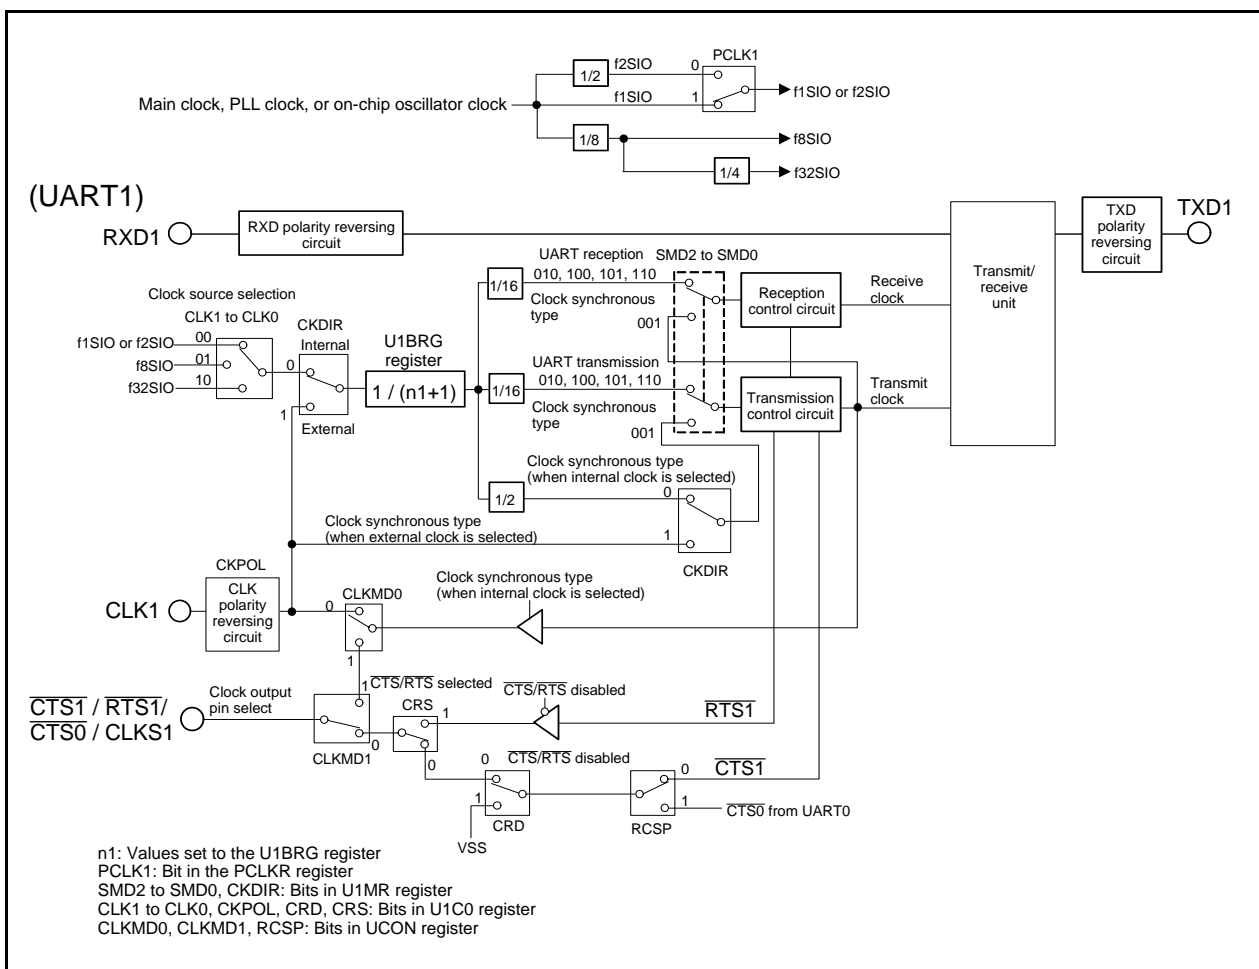 PCLK1
f2SIO
0
1/2
Main clock, PLL clock, or on-chip oscillator clock
f1SIO
1
f1SIO or f2SIO
1/8
f8SIO
1/4
f32SIO
(UART1)
RXD1
RXD polarity reversing
circuit
TXD
polarity
reversing
circuit
TXD1
UART reception
SMD2 to SMD0
1/16
010, 100, 101, 110
Clock synchronous
type
001
Reception
control circuit
Receive
clock
Transmit/
receive
unit
Clock source selection
CLK1 to CLK0
f1SIO or f2SIO
00
f8SIO
01
f32SIO
10
CKDIR
Internal
0
1
External
U1BRG
register
1 / (n1+1)
UART transmission
1/16
010, 100, 101, 110
Clock synchronous
type
001
Transmission
control circuit
Transmit
clock
Clock synchronous type
(when internal clock is selected)
1/2
0
1
CKDIR
Clock synchronous type
(when external clock is selected)
CKPOL
CLK1
CLK
polarity
reversing
circuit
CLKMD0
0
1
Clock synchronous type
(when internal clock is selected)
CTS1 / RTS1/
CTS0 / CLKS1
Clock output
pin select
1
CTS/RTS selected
0
CLKMD1
CRS
1
0
CTS/RTS disabled
RTS1
0
CTS/RTS disabled
1
VSS
CRD
0
CTS1
1
CTS0 from UART0
RCSP
n1: Values set to the U1BRG register
PCLK1: Bit in the PCLKR register
SMD2 to SMD0, CKDIR: Bits in U1MR register
CLK1 to CLK0, CKPOL, CRD, CRS: Bits in U1C0 register
CLKMD0, CLKMD1, RCSP: Bits in UCON register